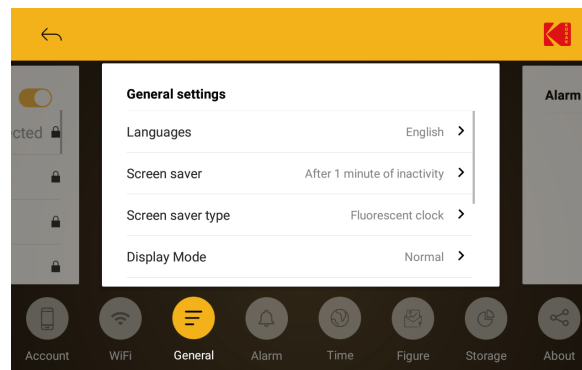 KODAK
General settings
Alarm
Languages English
cted
Screen saver After 1 minute of inactivity
Screen saver type Fluorescent clock
Display Mode Normal
Account WiFi General Alarm Time Figure Storage About